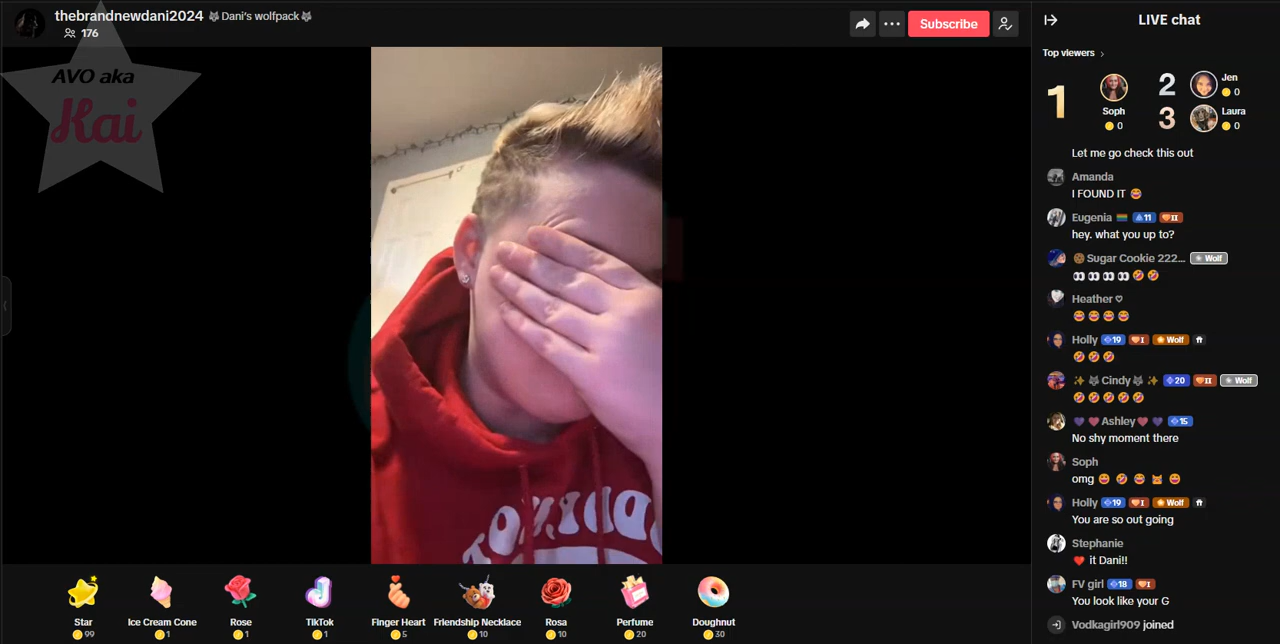 thebrandnewdani2024 🐺Dani's wolfpack🐺
176
Subscribe
AVO aka
Kai
LIVE chat
Top viewers >
1
Soph
0
2
Jen
0
3
Laura
0
Let me go check this out
Amanda
I FOUND IT 😂
Eugenia 🏳️‍🌈 11 II
hey. what you up to?
🍪Sugar Cookie 222... Wolf
👀👀👀👀🤣🤣
Heather ♡
😂😂😂😂
Holly 19 I Wolf
🤣🤣🤣
✨🐺Cindy🐺✨ 20 II Wolf
🤣🤣🤣🤣🤣
💜❤️Ashley❤️💜 15
No shy moment there
Soph
omg 😂🤣😂😹😂
Holly 19 I Wolf
You are so out going
Stephanie
❤️ it Dani!!
FV girl 18 I
You look like your G
Vodkagirl909 joined
Star
99
Ice Cream Cone
1
Rose
1
TikTok
1
Finger Heart
5
Friendship Necklace
10
Rosa
10
Perfume
20
Doughnut
30